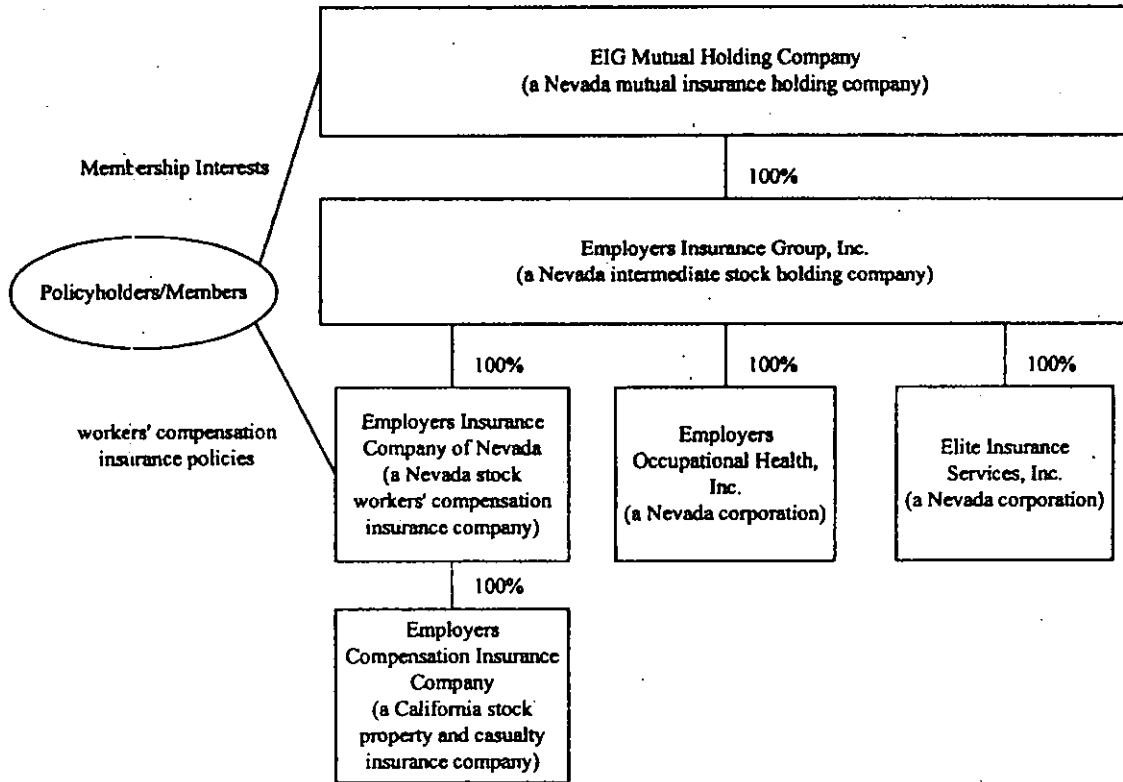 EIG Mutual Holding Company
(a Nevada mutual insurance holding company)
Membership Interests
100%
Employers Insurance Group, Inc.
(a Nevada intermediate stock holding company)
Policyholders/Members
100%
100%
100%
workers' compensation
insurance policies
Employers Insurance
Company of Nevada
(a Nevada stock
workers' compensation
insurance company)
Employers
Occupational Health,
Inc.
(a Nevada corporation)
Elite Insurance
Services, Inc.
(a Nevada corporation)
100%
Employers
Compensation Insurance
Company
(a California stock
property and casualty
insurance company)